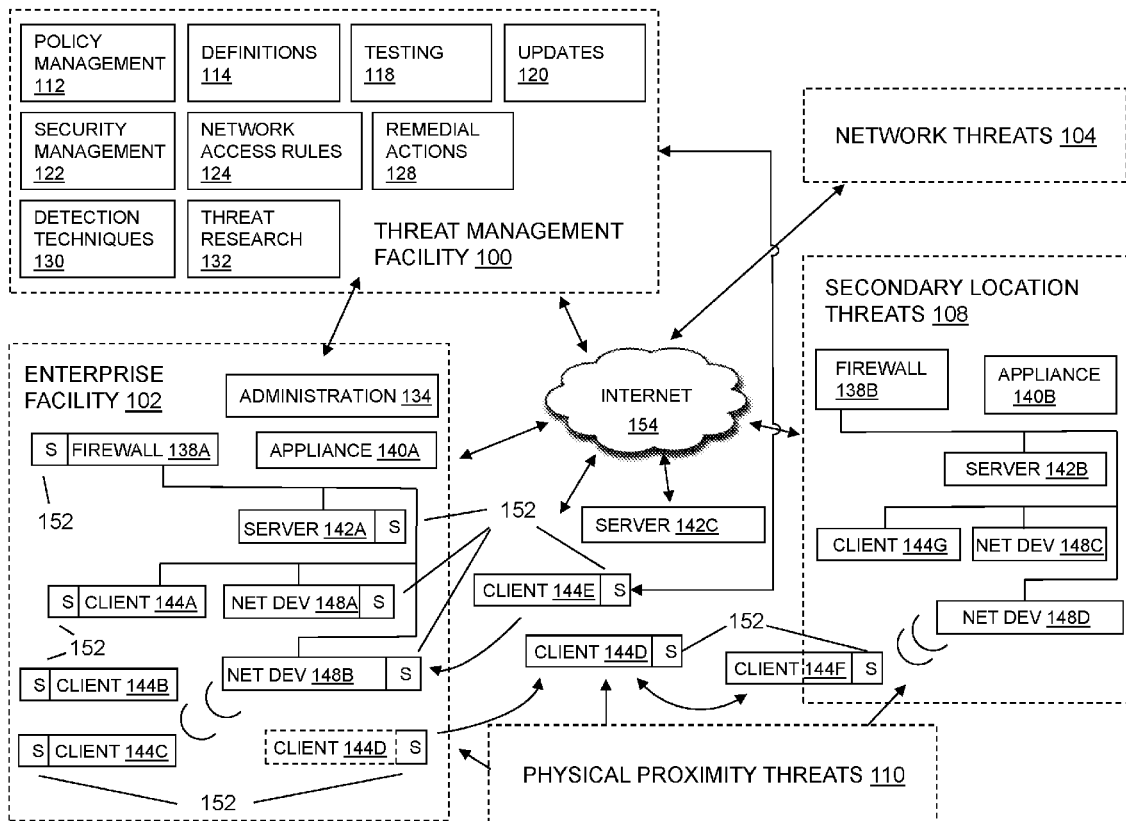 POLICY
MANAGEMENT
112
DEFINITIONS
114
TESTING
118
UPDATES
120
SECURITY
MANAGEMENT
122
NETWORK
ACCESS RULES
124
REMEDIAL
ACTIONS
128
DETECTION
TECHNIQUES
130
THREAT
RESEARCH
132
THREAT MANAGEMENT
FACILITY 100
NETWORK THREATS 104
SECONDARY LOCATION
THREATS 108
FIREWALL
138B
APPLIANCE
140B
SERVER 142B
CLIENT 144G
NET DEV 148C
NET DEV 148D
INTERNET
154
SERVER 142C
ENTERPRISE
FACILITY 102
ADMINISTRATION 134
S FIREWALL 138A
APPLIANCE 140A
152
SERVER 142A S
152
S CLIENT 144A
NET DEV 148A S
CLIENT 144E S
152
S CLIENT 144B
NET DEV 148B S
CLIENT 144D S
152
CLIENT 144F S
S CLIENT 144C
CLIENT 144D S
152
PHYSICAL PROXIMITY THREATS 110